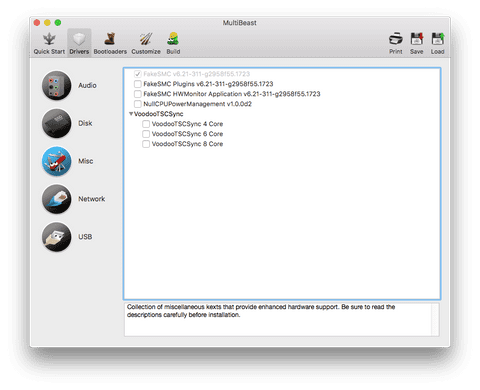 MultiBeast
Quick Start Drivers Bootloaders Customize Build Print Save Load
Audio
Disk
Misc
Network
USB
FakeSMC v6.21-311-g2958f55.1723
FakeSMC Plugins v6.21-311-g2958f55.1723
FakeSMC HWMonitor Application v6.21-311-g2958f55.1723
NullCPUPowerManagement v1.0.0d2
VoodooTSCSync
VoodooTSCSync 4 Core
VoodooTSCSync 6 Core
VoodooTSCSync 8 Core
Collection of miscellaneous kexts that provide enhanced hardware support. Be sure to read the
descriptions carefully before installation.